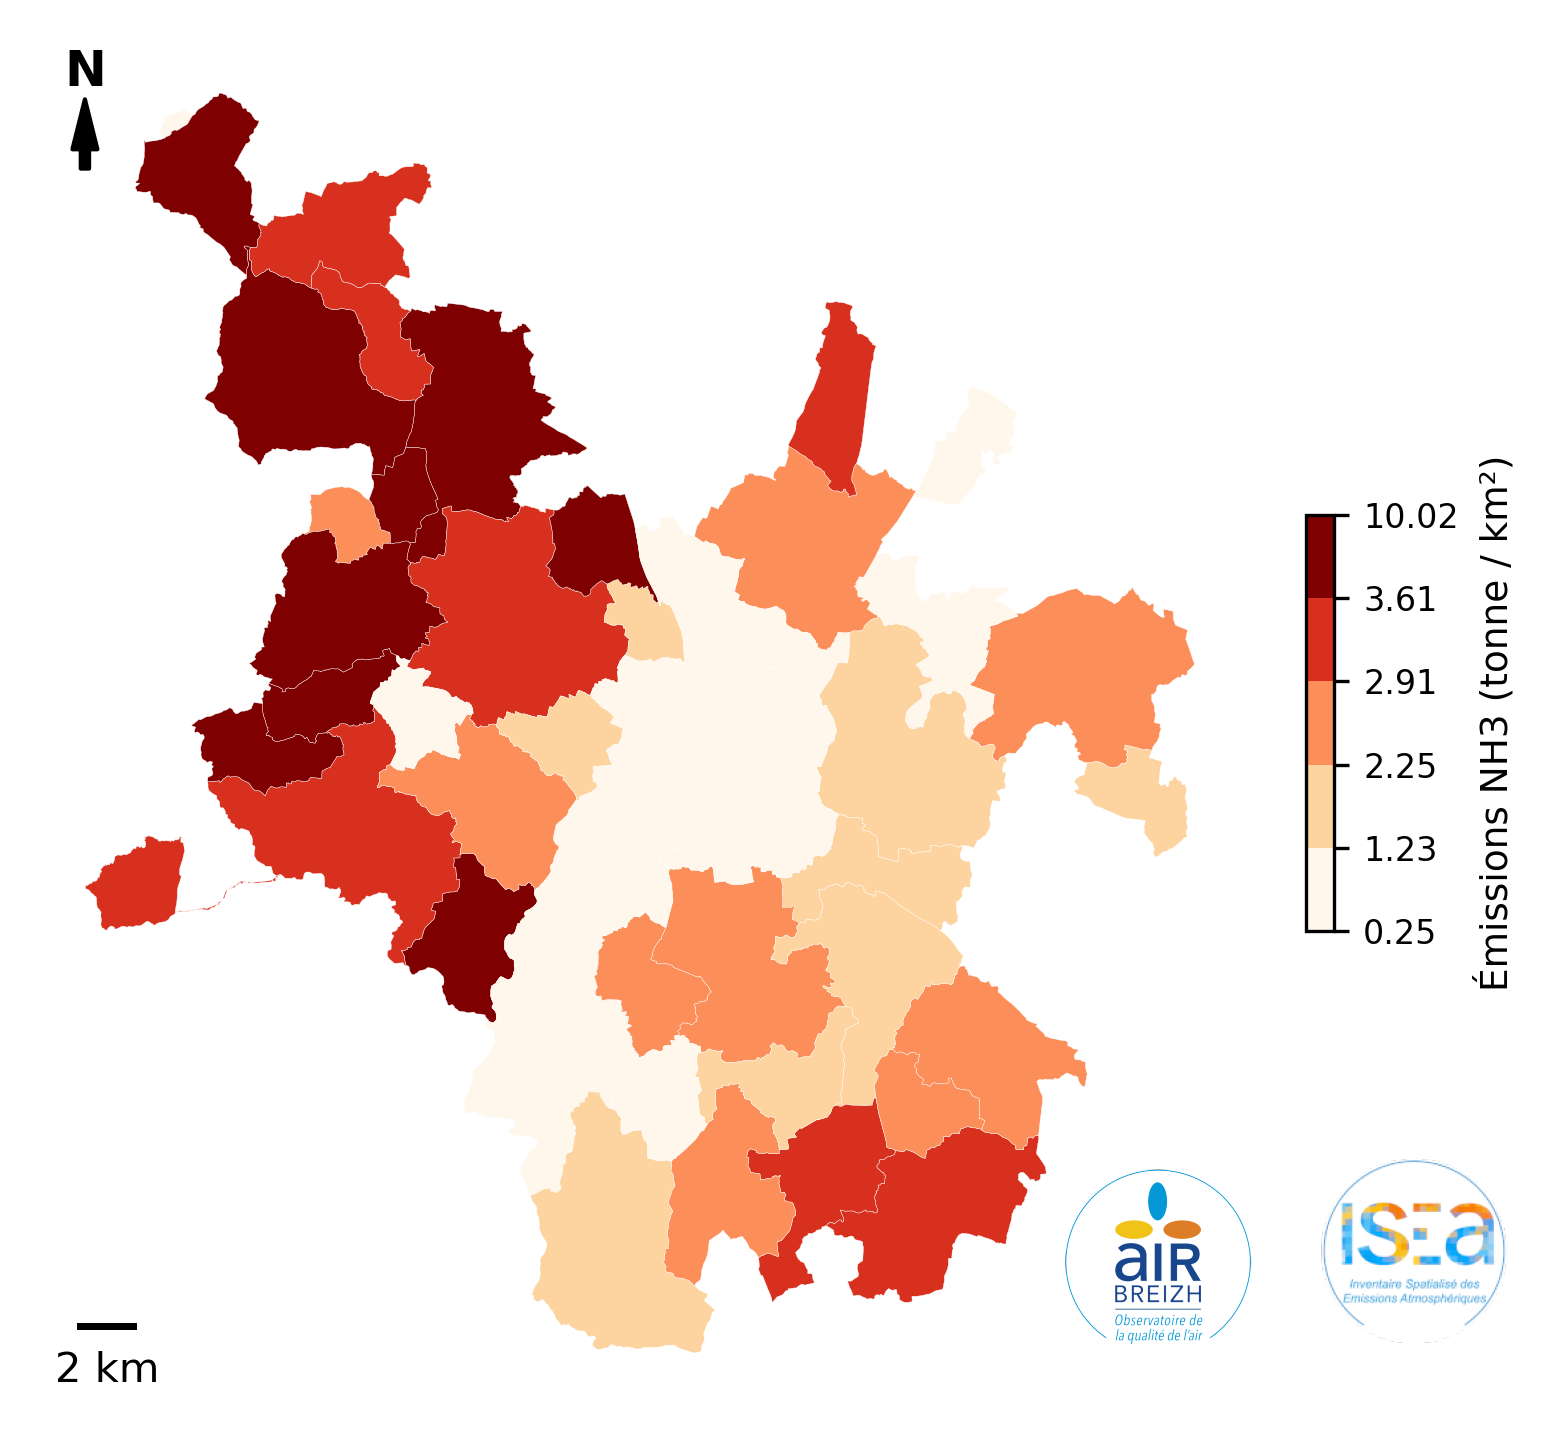 N
10.02
3.61
2.91
2.25
1.23
0.25
Émissions NH3 (tonne / km²)
aiR
BREIZH
Observatoire de
la qualité de l'air
ISEa
Inventaire Spatialisé des
Emissions Atmosphériques
2 km